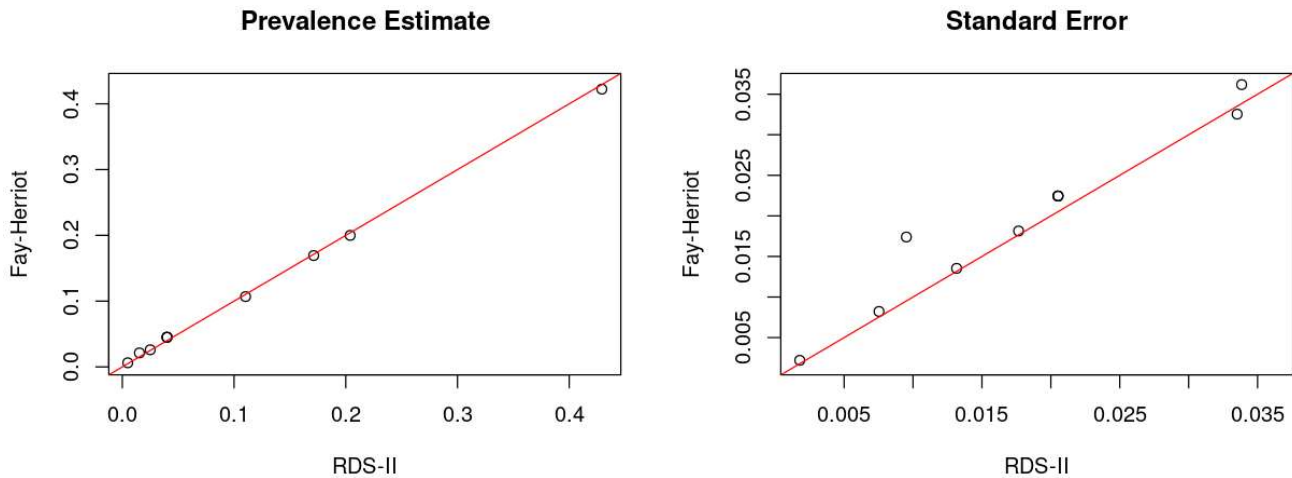 Prevalence Estimate
Fay-Herriot
0.4
0.3
0.2
0.1
0.0
0.0 0.1 0.2 0.3 0.4
RDS-II
Standard Error
Fay-Herriot
0.035
0.025
0.015
0.005
0.005 0.015 0.025 0.035
RDS-II